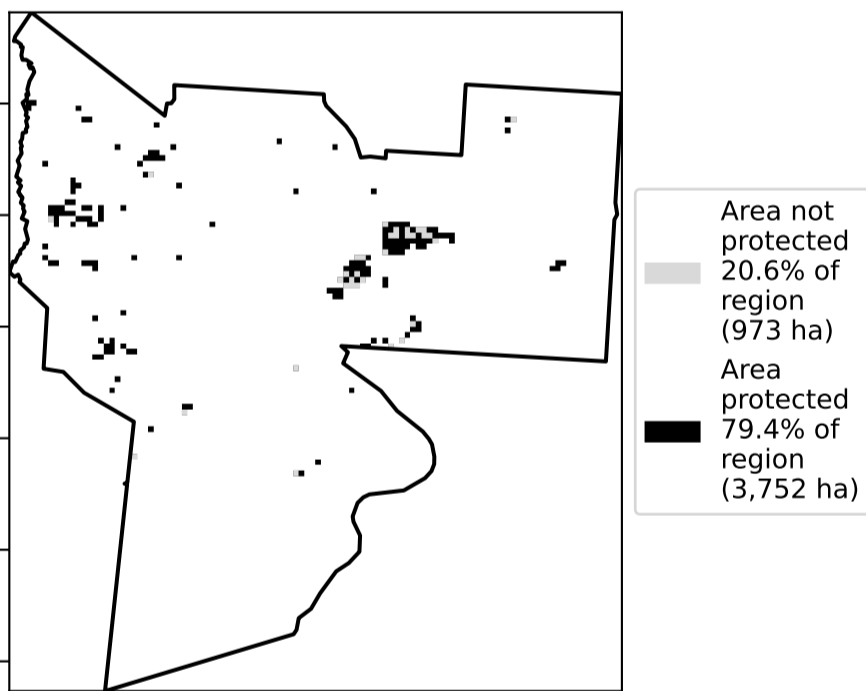 Area not
protected
20.6% of
region
(973 ha)
Area
protected
79.4% of
region
(3,752 ha)